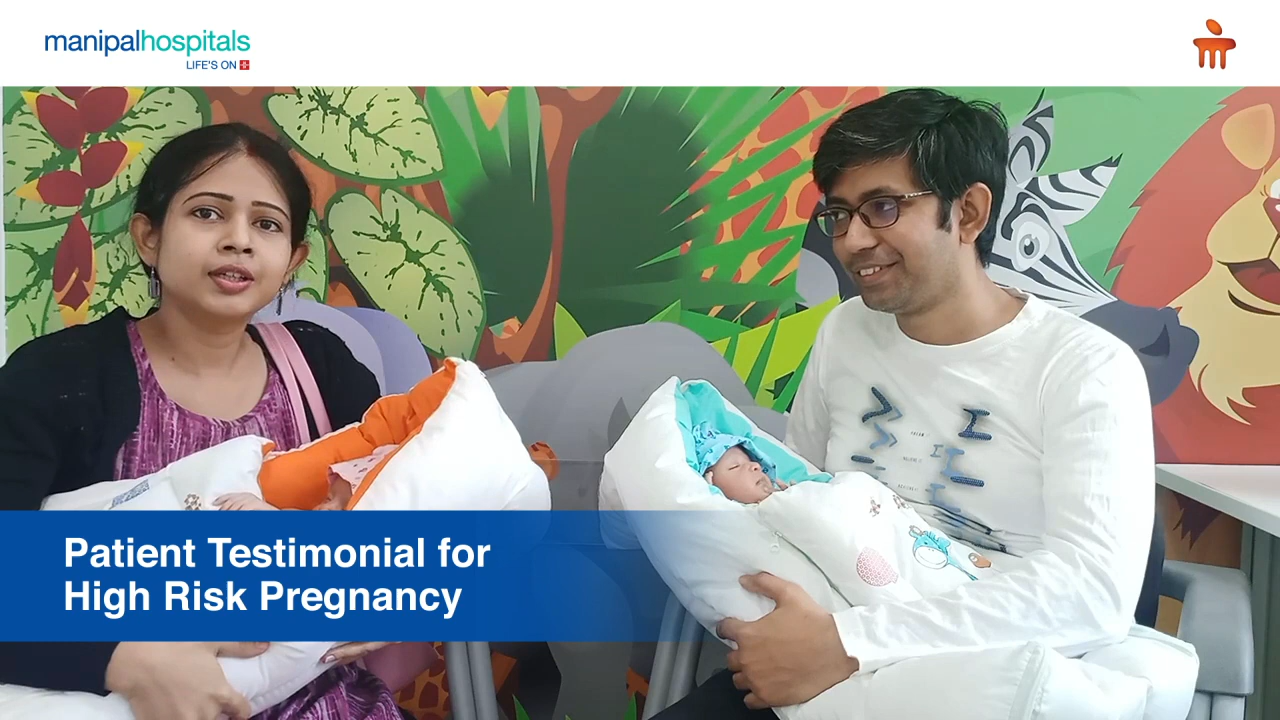 manipalhospitals
LIFE'S ON
Patient Testimonial for
High Risk Pregnancy